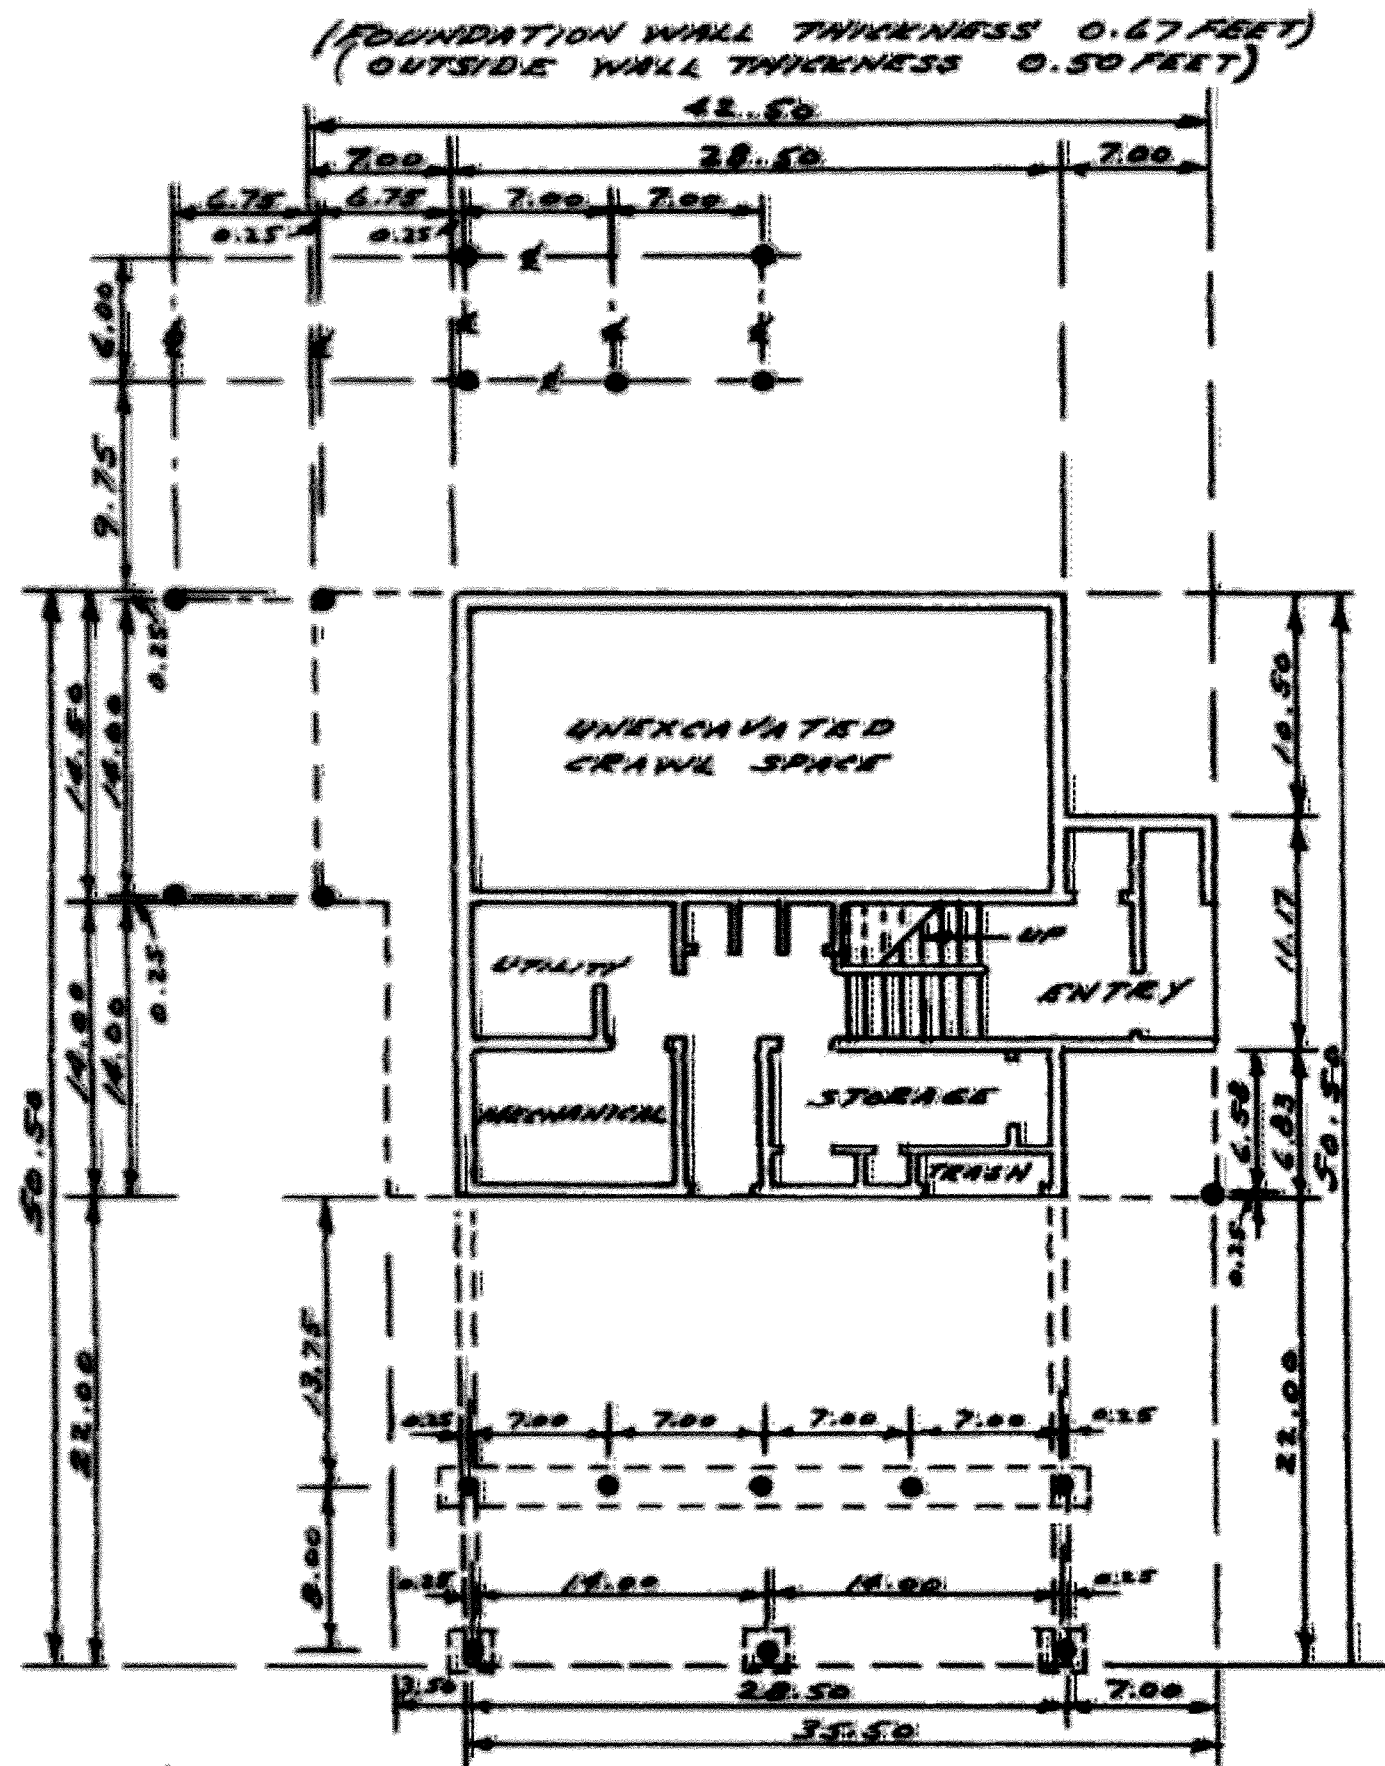 (FOUNDATION WALL THICKNESS 0.67 FEET)
(OUTSIDE WALL THICKNESS 0.50 FEET)
42.50
7.00 28.50 7.00
6.75 6.75 7.00 7.00
0.25 0.25
6.00
9.75
0.25
14.50
14.00
UNEXCAVATED
CRAWL SPACE
10.50
11.17
UP
UTILITY
ENTRY
0.25
14.00
14.00
50.50
MECHANICAL
STORAGE
TRASH
6.58
6.83
50.50
0.25
13.75
22.00
22.00
0.25 7.00 7.00 7.00 7.00 0.25
8.00
0.25 14.00 14.00 0.25
3.50 28.50 7.00
35.50